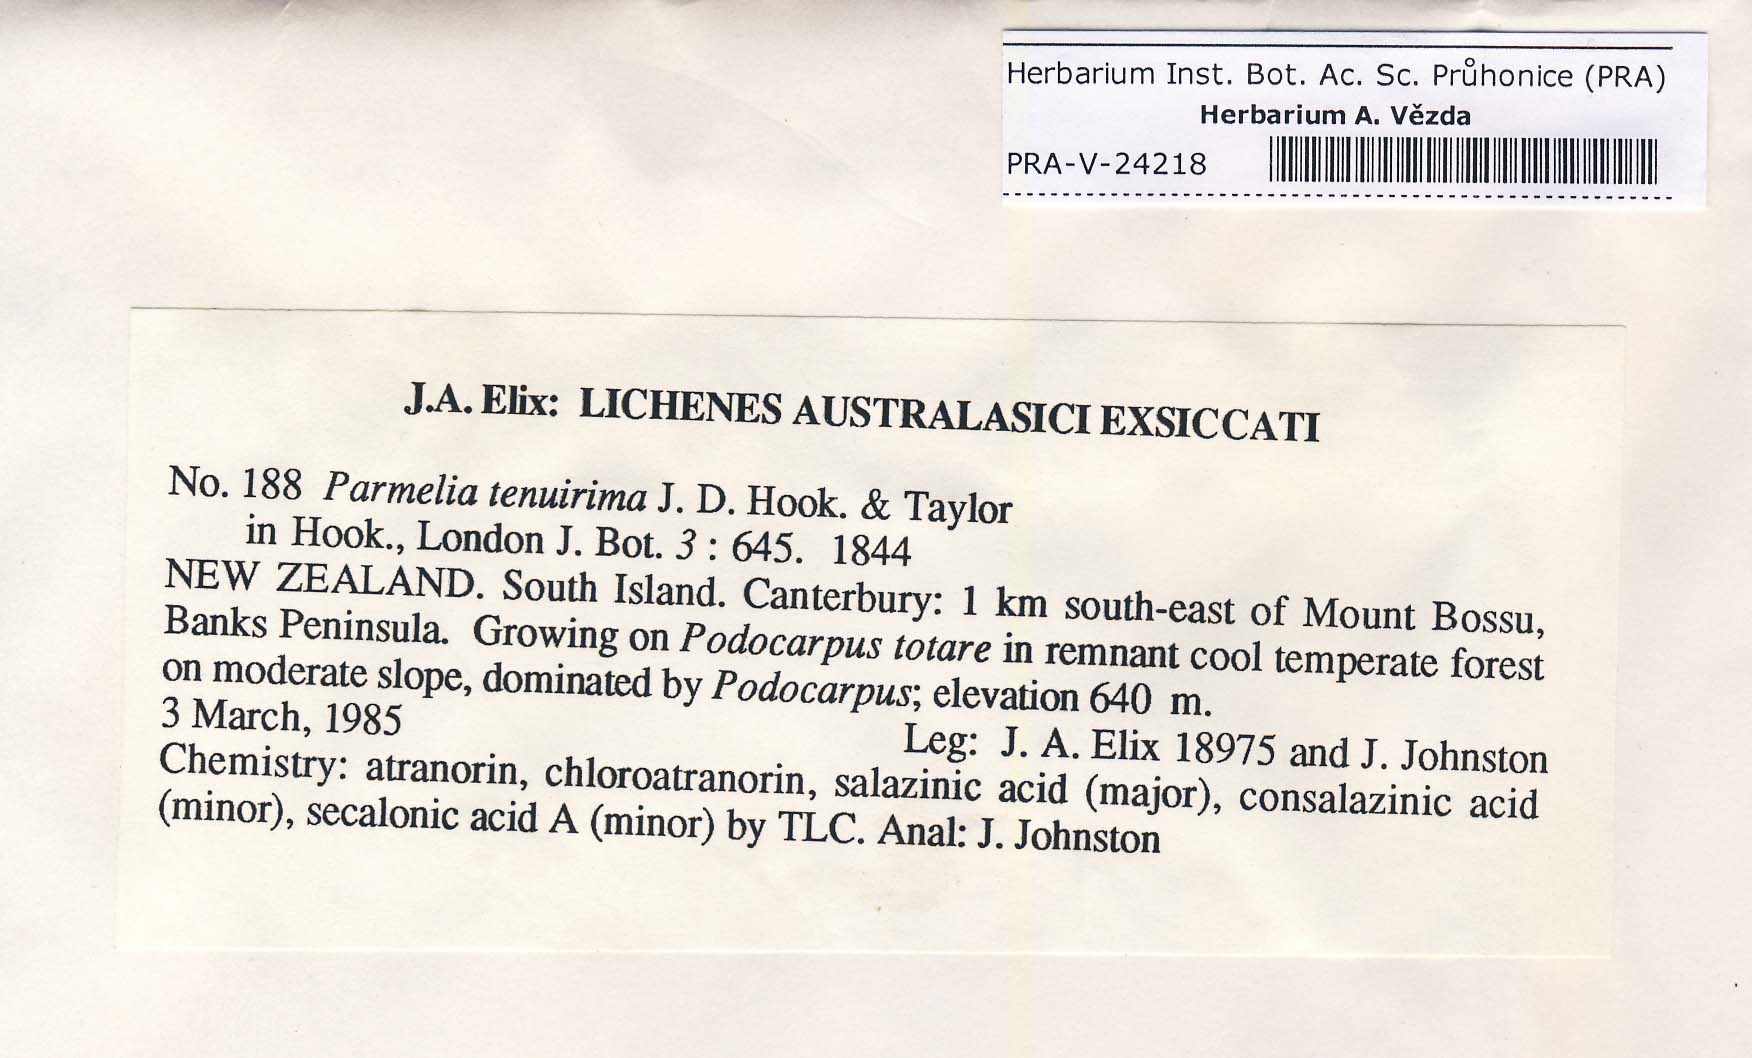 Herbarium Inst. Bot. Ac. Sc. Průhonice (PRA)
Herbarium A. Vězda
PRA-V-24218
J.A. Elix: LICHENES AUSTRALASICI EXSICCATI
No. 188 Parmelia tenuirima J. D. Hook. & Taylor
in Hook., London J. Bot. 3 : 645. 1844
NEW ZEALAND. South Island. Canterbury: 1 km south-east of Mount Bossu,
Banks Peninsula. Growing on Podocarpus totare in remnant cool temperate forest
on moderate slope, dominated by Podocarpus; elevation 640 m.
3 March, 1985 Leg: J. A. Elix 18975 and J. Johnston
Chemistry: atranorin, chloroatranorin, salazinic acid (major), consalazinic acid
(minor), secalonic acid A (minor) by TLC. Anal: J. Johnston